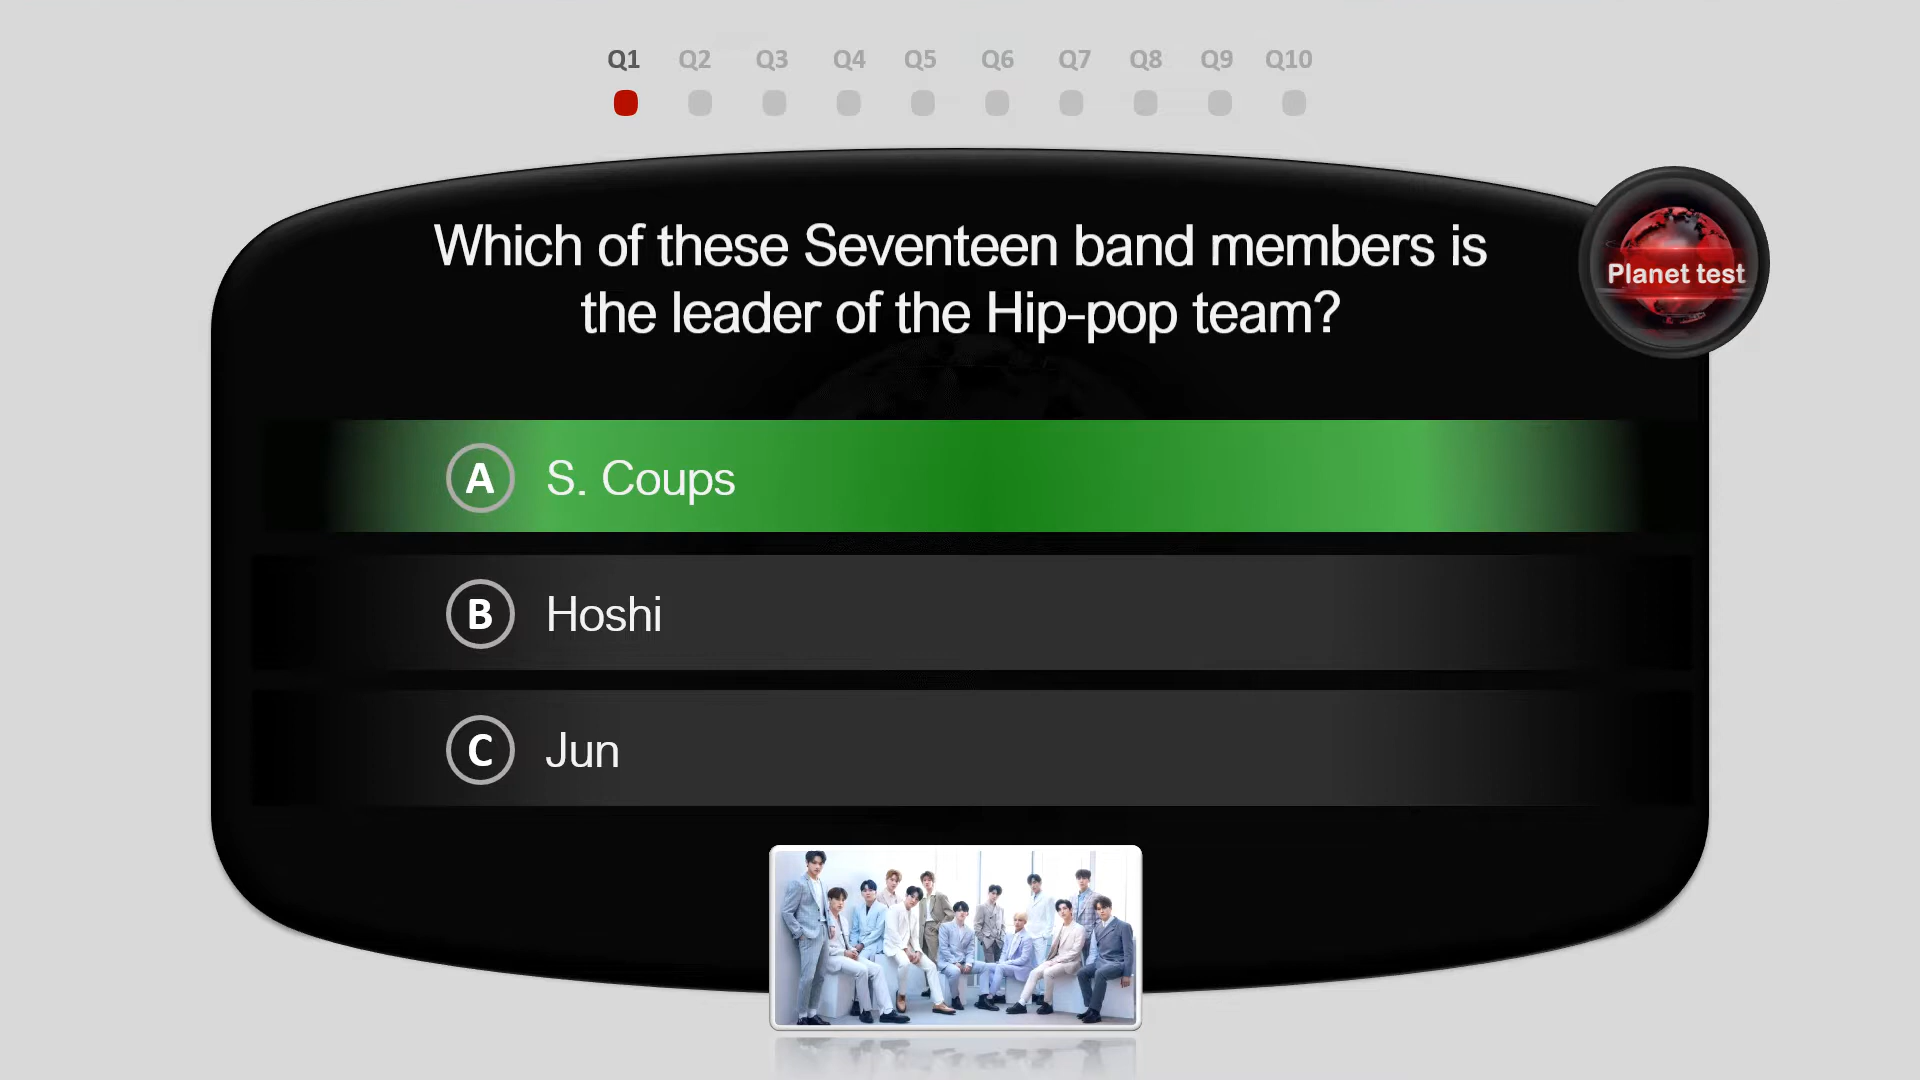 Q1 Q2 Q3 Q4 Q5 Q6 Q7 Q8 Q9 Q10
Which of these Seventeen band members is
the leader of the Hip-pop team?
Planet test
A S. Coups
B Hoshi
C Jun